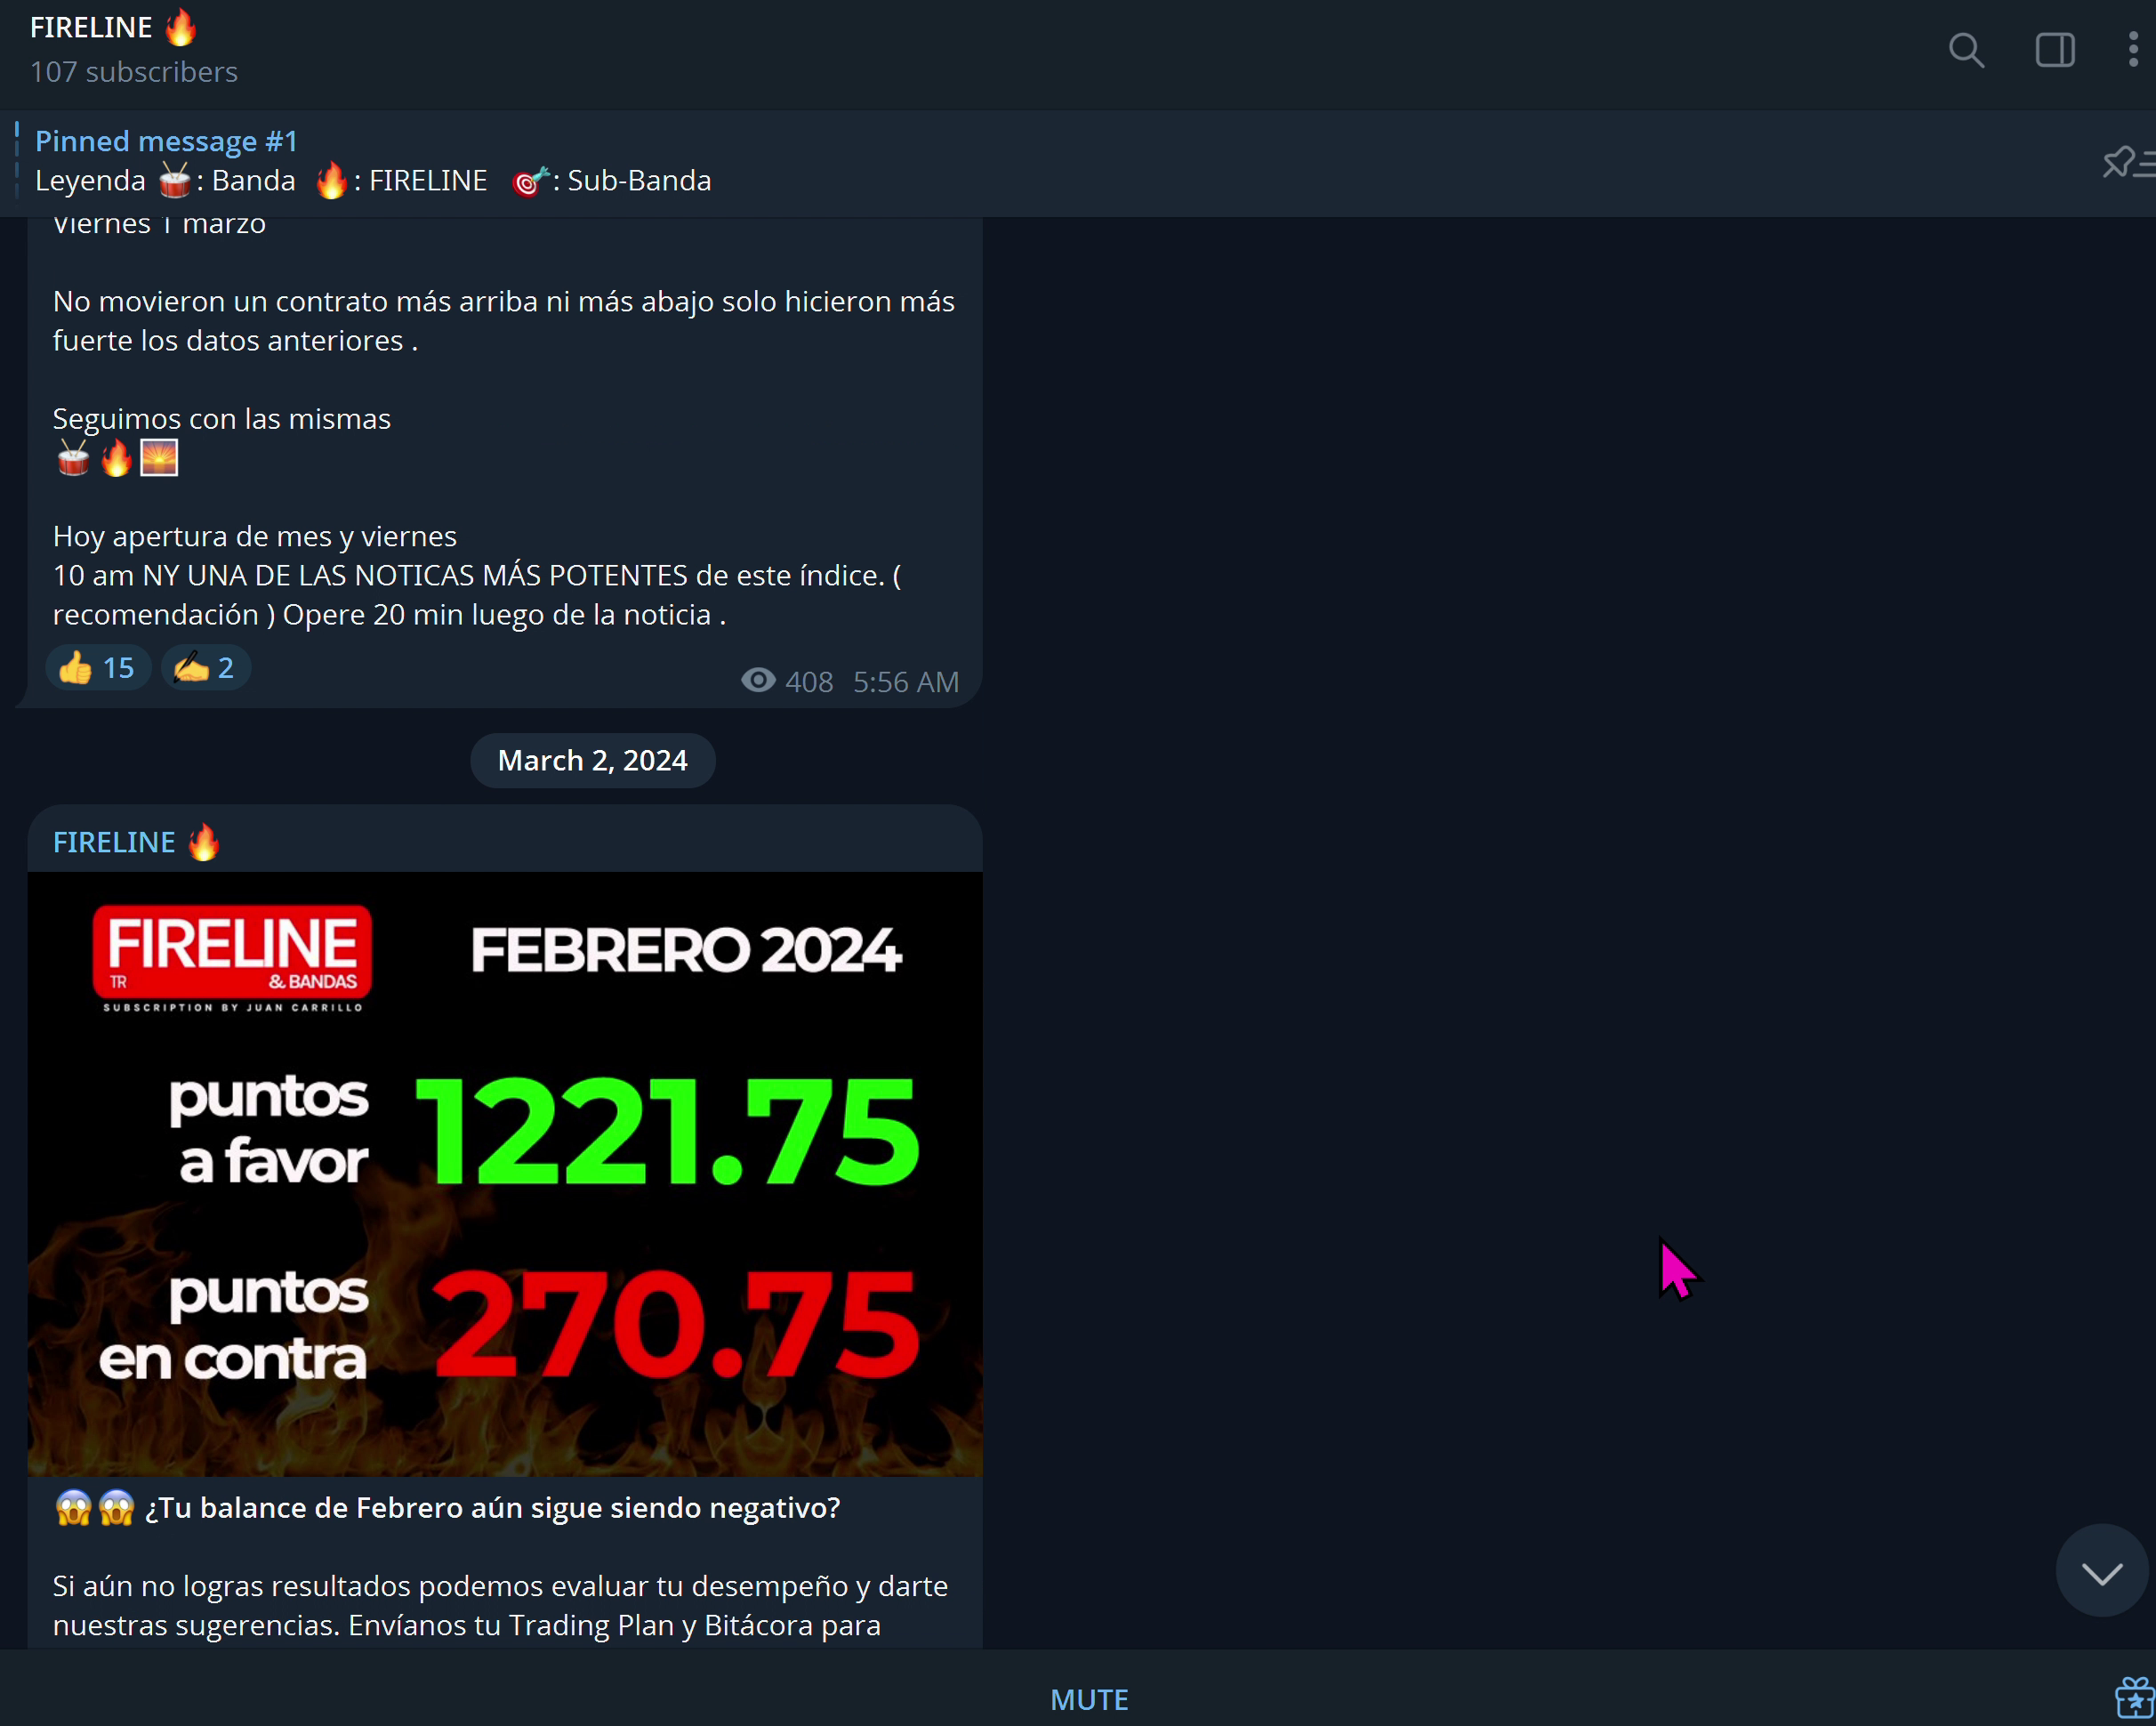 FIRELINE 🔥
107 subscribers
Pinned message #1
Leyenda 🥁: Banda 🔥: FIRELINE 🎯: Sub-Banda
Viernes 1 marzo
No movieron un contrato más arriba ni más abajo solo hicieron más
fuerte los datos anteriores .
Seguimos con las mismas
🥁🔥🌅
Hoy apertura de mes y viernes
10 am NY UNA DE LAS NOTICAS MÁS POTENTES de este índice. (
recomendación ) Opere 20 min luego de la noticia .
👍 15 ✍ 2
408 5:56 AM
March 2, 2024
FIRELINE 🔥
FIRELINE
TR & BANDAS
SUBSCRIPTION BY JUAN CARRILLO
FEBRERO 2024
puntos
a favor
1221.75
puntos
en contra
270.75
😱😱 ¿Tu balance de Febrero aún sigue siendo negativo?
Si aún no logras resultados podemos evaluar tu desempeño y darte
nuestras sugerencias. Envíanos tu Trading Plan y Bitácora para
MUTE